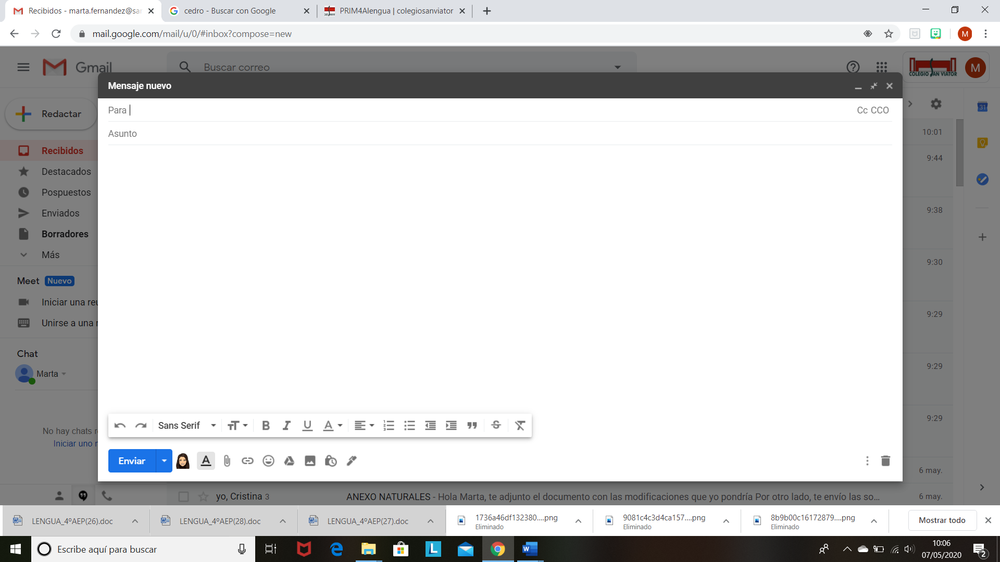 Recibidos - marta.fernandez@sa
cedro - Buscar con Google
PRIM4Alengua | colegiosanviator
mail.google.com/mail/u/0/#inbox?compose=new
M
Gmail
Buscar correo
COLEGIO SAN VIATOR
M
Mensaje nuevo
Para
Cc CCO
Asunto
Redactar
Recibidos
Destacados
Pospuestos
Enviados
Borradores
Más
Meet Nuevo
Iniciar una reu
Unirse a una r
Chat
Marta
No hay chats r
Iniciar uno n
31
10:01
9:44
9:38
9:30
9:29
9:29
9:29
6 may.
Sans Serif
Enviar
yo, Cristina 3
ANEXO NATURALES - Hola Marta, te adjunto el documento con las modificaciones que yo pondría Por otro lado, te envío las so...
6 may.
LENGUA_4ºAEP(26).doc
LENGUA_4ºAEP(28).doc
LENGUA_4ºAEP(27).doc
1736a46df132380....png
Eliminado
9081c4c3d4ca157....png
Eliminado
8b9b00c16172879....png
Eliminado
Mostrar todo
Escribe aquí para buscar
10:06
07/05/2020
2